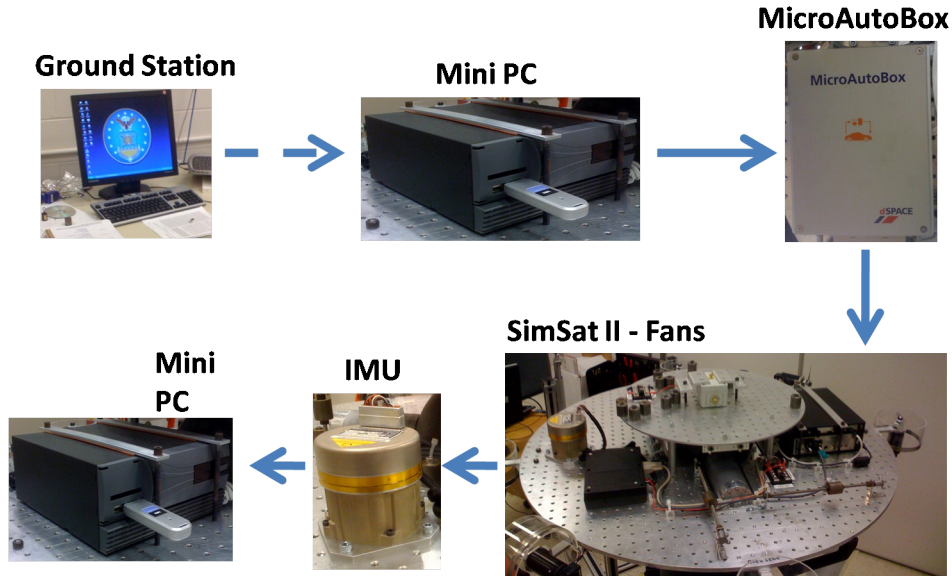 MicroAutoBox
Ground Station
Mini PC
MicroAutoBox
dSPACE
SimSat II - Fans
Mini
PC
IMU